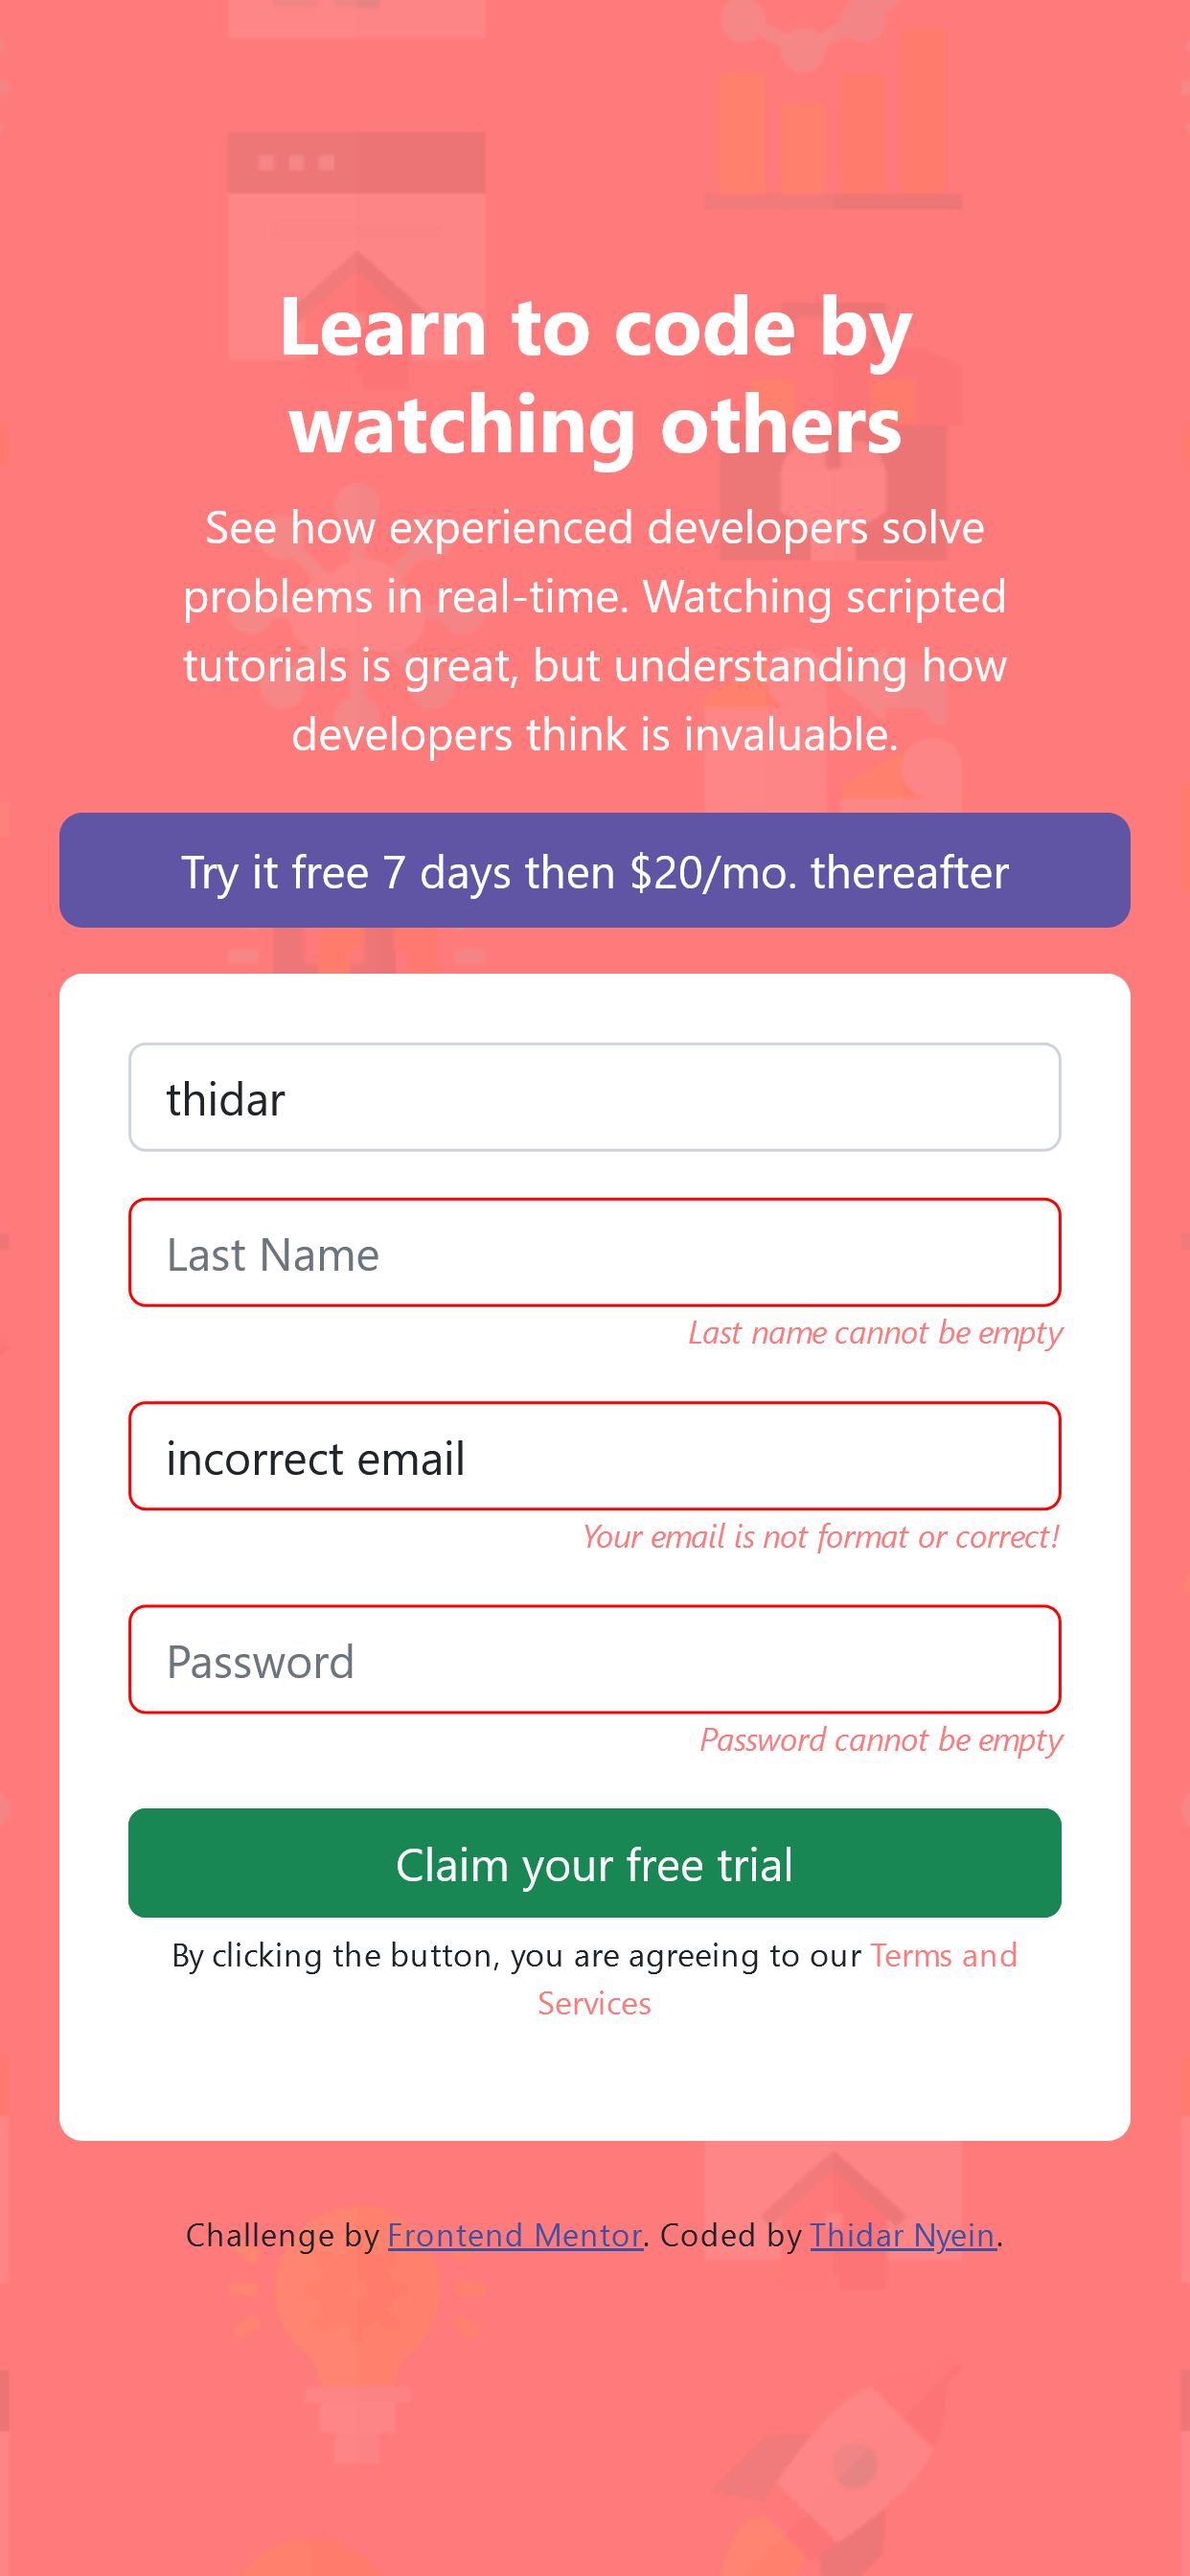 Learn to code by
watching others
See how experienced developers solve
problems in real-time. Watching scripted
tutorials is great, but understanding how
developers think is invaluable.
Try it free 7 days then $20/mo. thereafter
thidar
Last Name
Last name cannot be empty
incorrect email
Your email is not format or correct!
Password
Password cannot be empty
Claim your free trial
By clicking the button, you are agreeing to our Terms and
Services
Challenge by Frontend Mentor. Coded by Thidar Nyein.